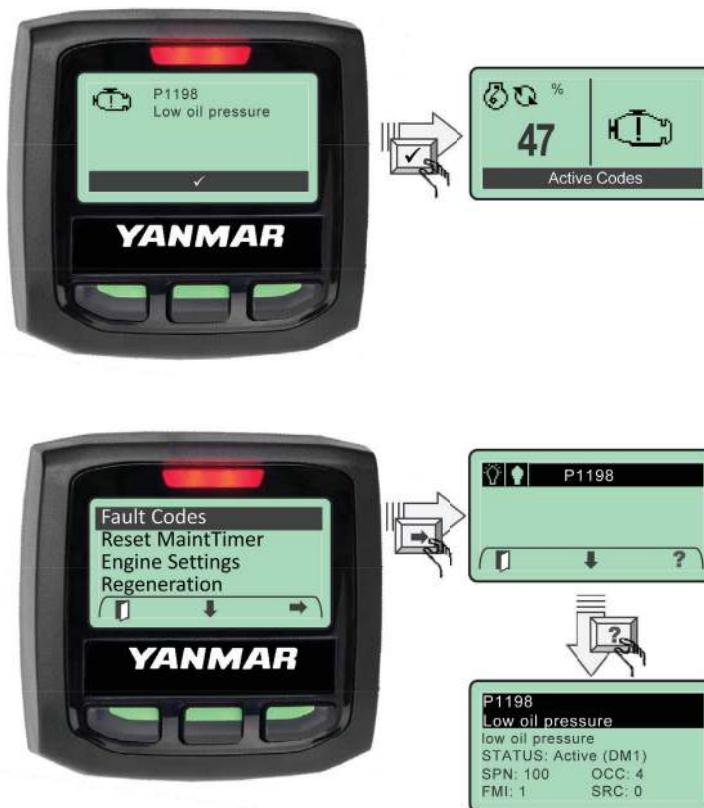 P1198
Low oil pressure
✓
YANMAR
✓
%
47
Active Codes
Fault Codes
Reset MaintTimer
Engine Settings
Regeneration
YANMAR
P1198
?
?
P1198
Low oil pressure
low oil pressure
STATUS: Active (DM1)
SPN: 100 OCC: 4
FMI: 1 SRC: 0